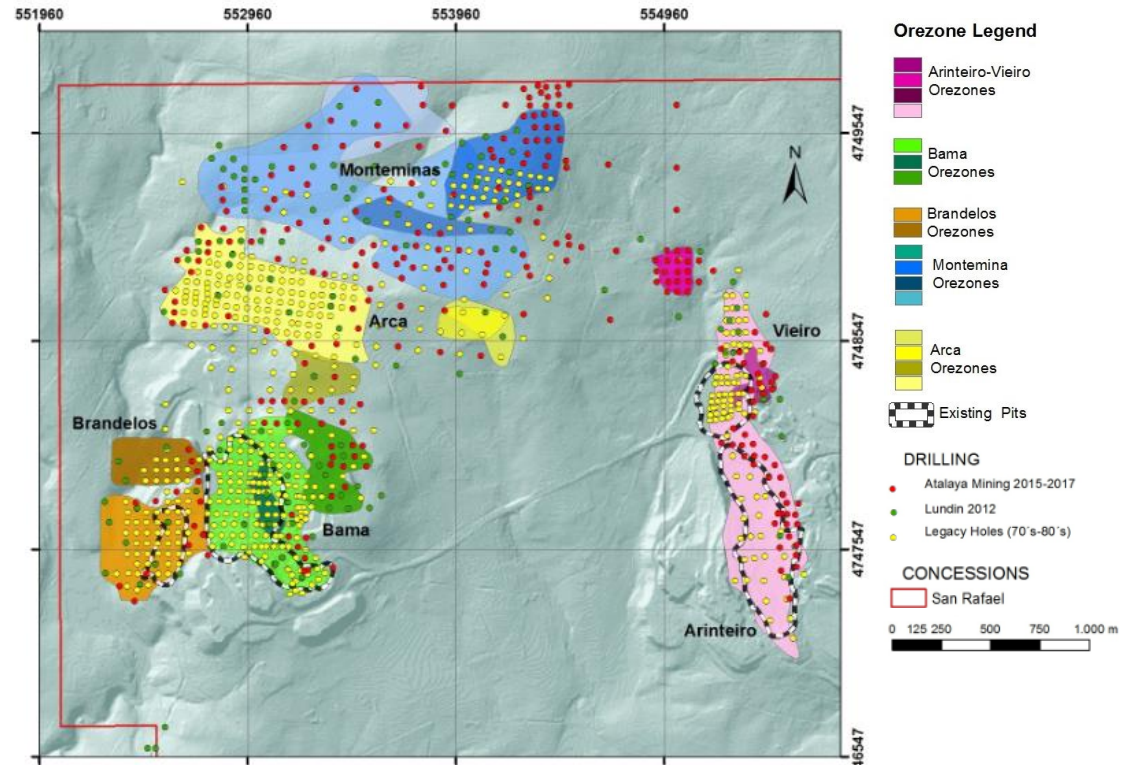 551960
552960
553960
554960
Orezone Legend
Arinteiro-Vieiro
Orezones
Bama
Orezones
Brandelos
Orezones
Montemina
Orezones
Arca
Orezones
Existing Pits
DRILLING
Atalaya Mining 2015-2017
Lundin 2012
Legacy Holes (70´s-80´s)
CONCESSIONS
San Rafael
0 125 250 500 750 1.000 m
N
Monteminas
Arca
Vieiro
Brandelos
Bama
Arinteiro
4749547
4748547
4747547
46547